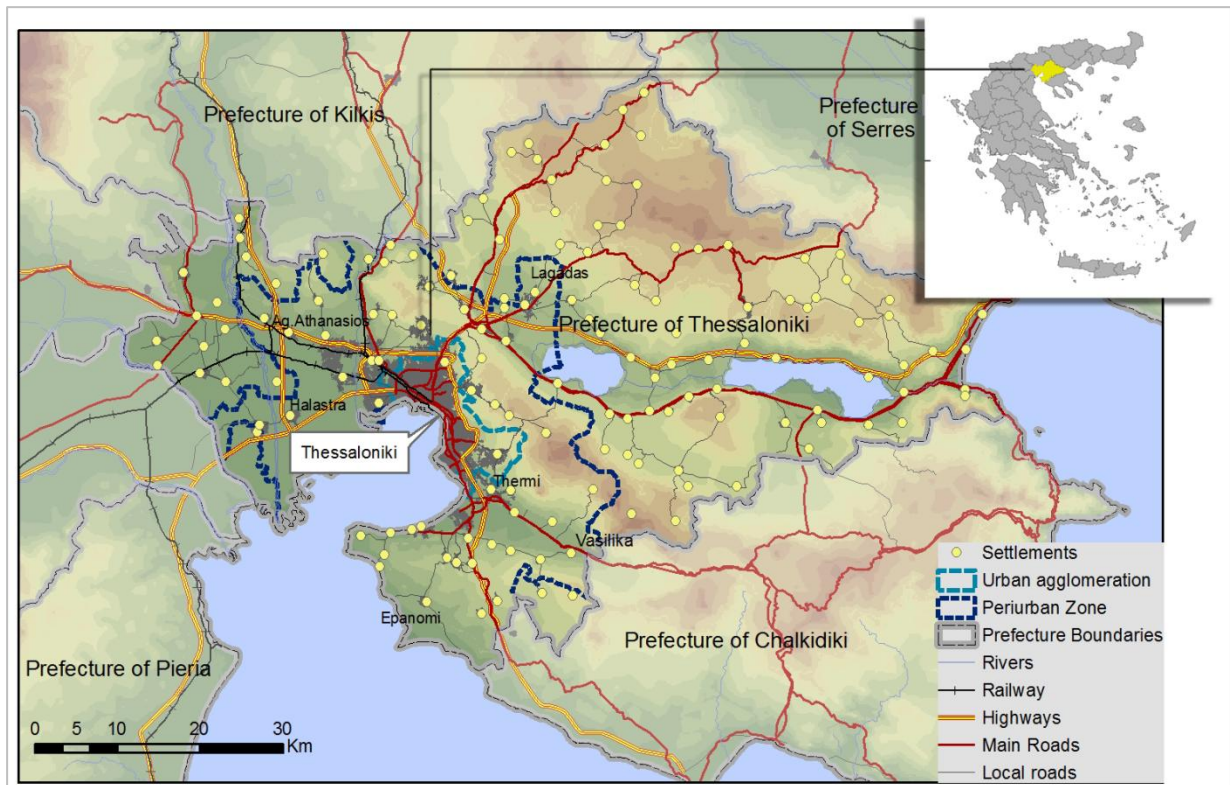 Prefecture of Kilkis
Prefecture
of Serres
Lagadas
Ag.Athanasios
Prefecture of Thessaloniki
Halastra
Thessaloniki
Thermi
Vasilika
Epanomi
Prefecture of Chalkidiki
Prefecture of Pieria
0 5 10 20 30
Km
Settlements
Urban agglomeration
Periurban Zone
Prefecture Boundaries
Rivers
Railway
Highways
Main Roads
Local roads